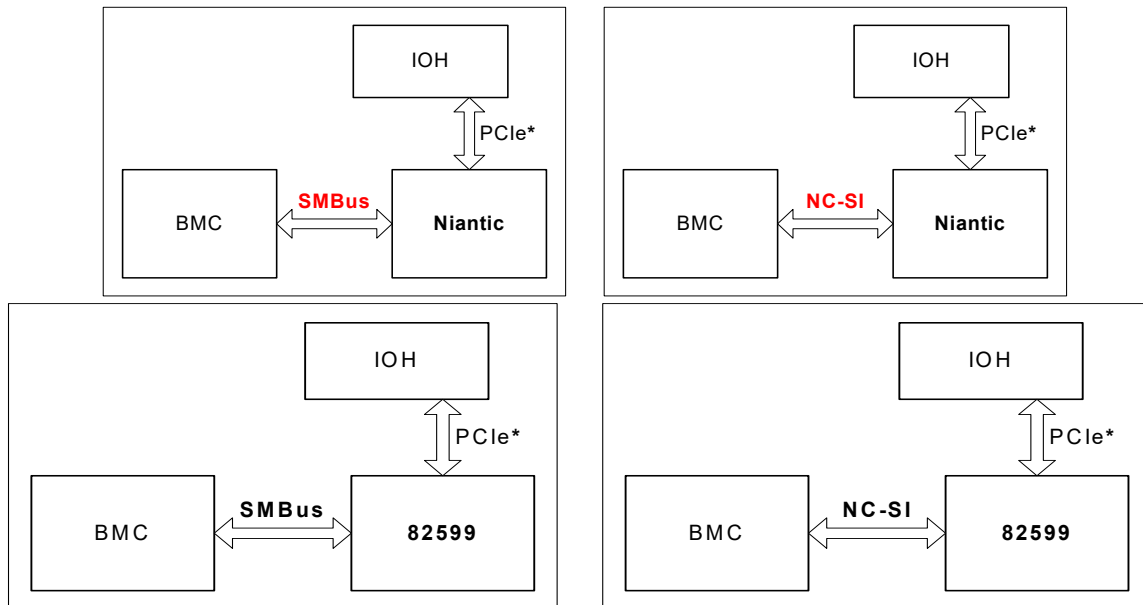 IOH
PCIe*
SMBus
BMC
Niantic
IOH
PCIe*
NC-SI
BMC
Niantic
IOH
PCIe*
SMBus
BMC
82599
IOH
PCIe*
NC-SI
BMC
82599